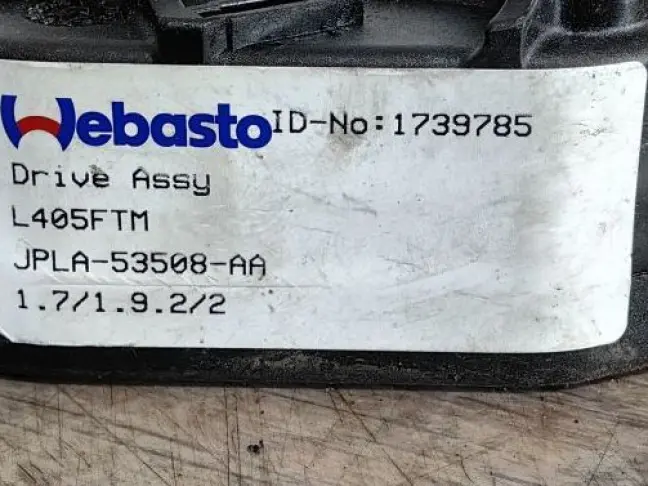 Webasto ID-No:1739785
Drive Assy
L405FTM
JPLA-53508-AA
1.7/1.9.2/2